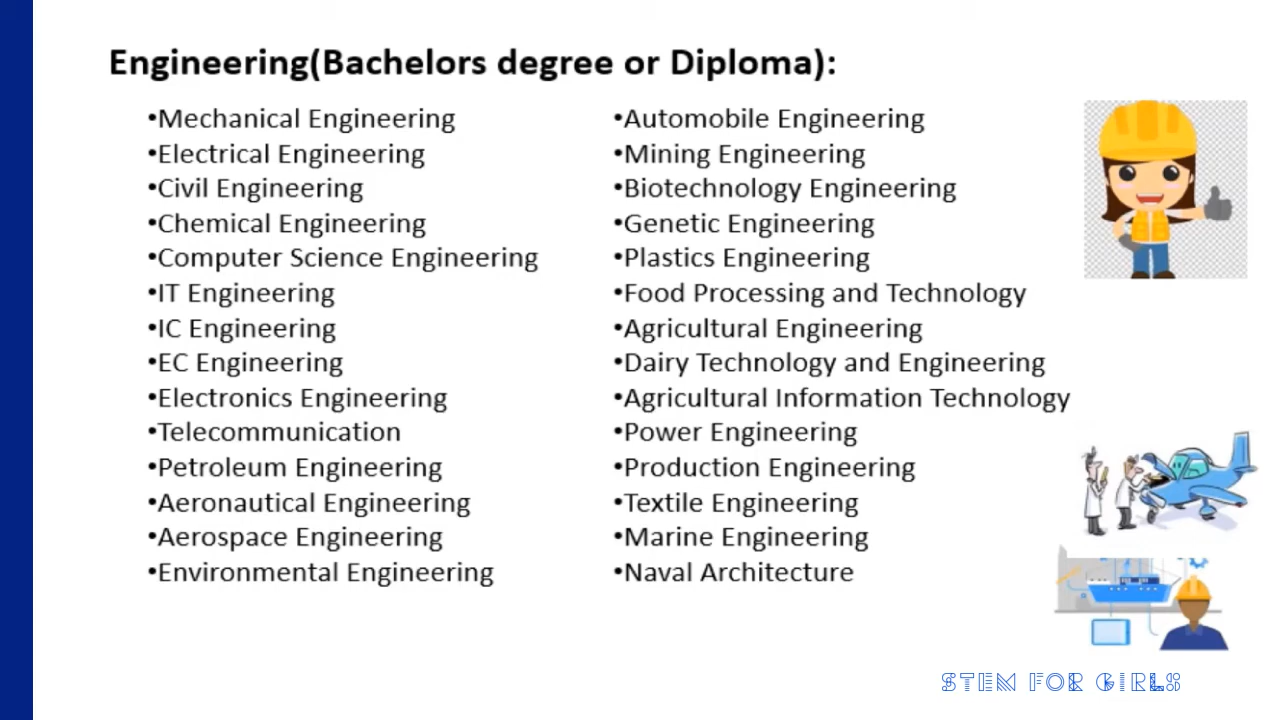 Engineering(Bachelors degree or Diploma):
•Mechanical Engineering
•Electrical Engineering
•Civil Engineering
•Chemical Engineering
•Computer Science Engineering
•IT Engineering
•IC Engineering
•EC Engineering
•Electronics Engineering
•Telecommunication
•Petroleum Engineering
•Aeronautical Engineering
•Aerospace Engineering
•Environmental Engineering
•Automobile Engineering
•Mining Engineering
•Biotechnology Engineering
•Genetic Engineering
•Plastics Engineering
•Food Processing and Technology
•Agricultural Engineering
•Dairy Technology and Engineering
•Agricultural Information Technology
•Power Engineering
•Production Engineering
•Textile Engineering
•Marine Engineering
•Naval Architecture
STEM FOR GIRLS